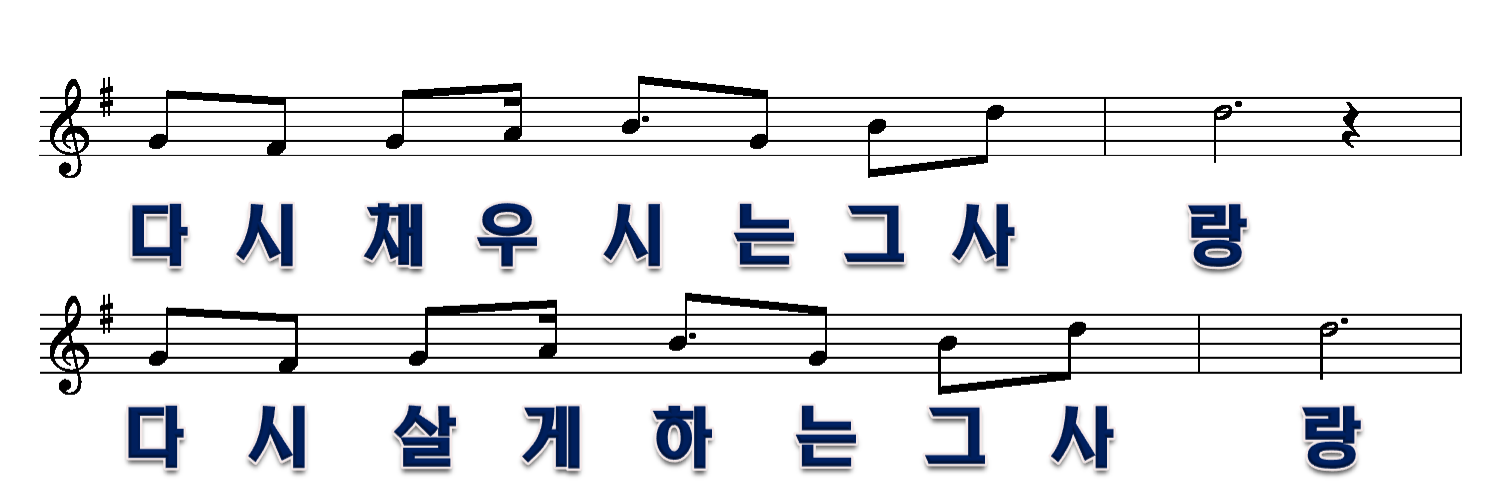 다 시 채 우 시 는 그 사 랑
다 시 살 게 하 는 그 사 랑